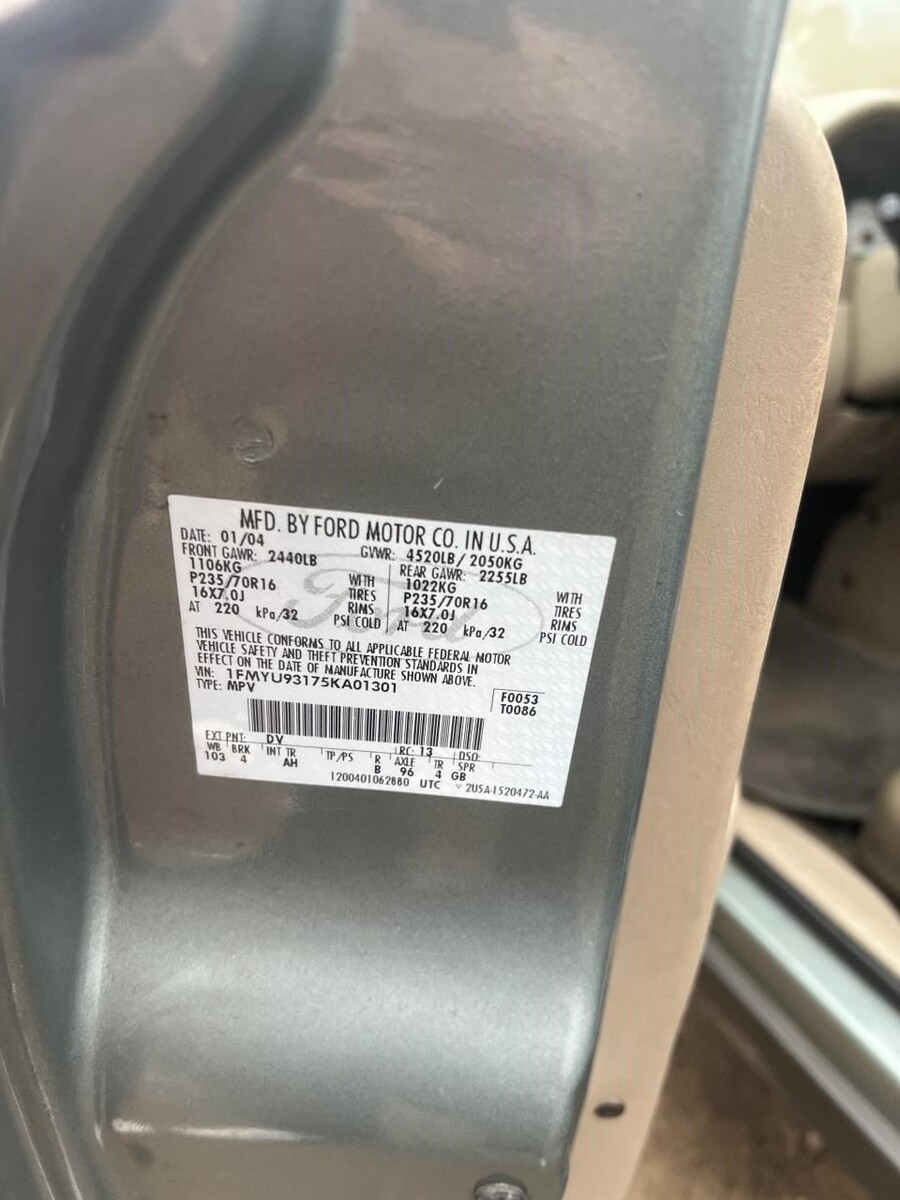 MFD. BY FORD MOTOR CO. IN U.S.A.
DATE: 01/04 GVWR: 4520LB/ 2050KG
FRONT GAWR: 2440LB REAR GAWR: 2255LB
1106KG WITH 1022KG WITH
P235/70R16 TIRES P235/70R16 TIRES
16X7.0J RIMS 16X7.0J RIMS
AT 220 kPa/32 PSI COLD AT 220 kPa/32 PSI COLD
Ford
THIS VEHICLE CONFORMS TO ALL APPLICABLE FEDERAL MOTOR
VEHICLE SAFETY AND THEFT PREVENTION STANDARDS IN
EFFECT ON THE DATE OF MANUFACTURE SHOWN ABOVE.
VIN: 1FMYU93175KA01301
TYPE: MPV
F0053
T0086
EXT PNT: DV RC: 13 DSO:
WB BRK INT TR TP/PS R AXLE TR SPR
103 4 AH B 96 4 GB
1200401062880 UTC 2U5A-1520472-AA